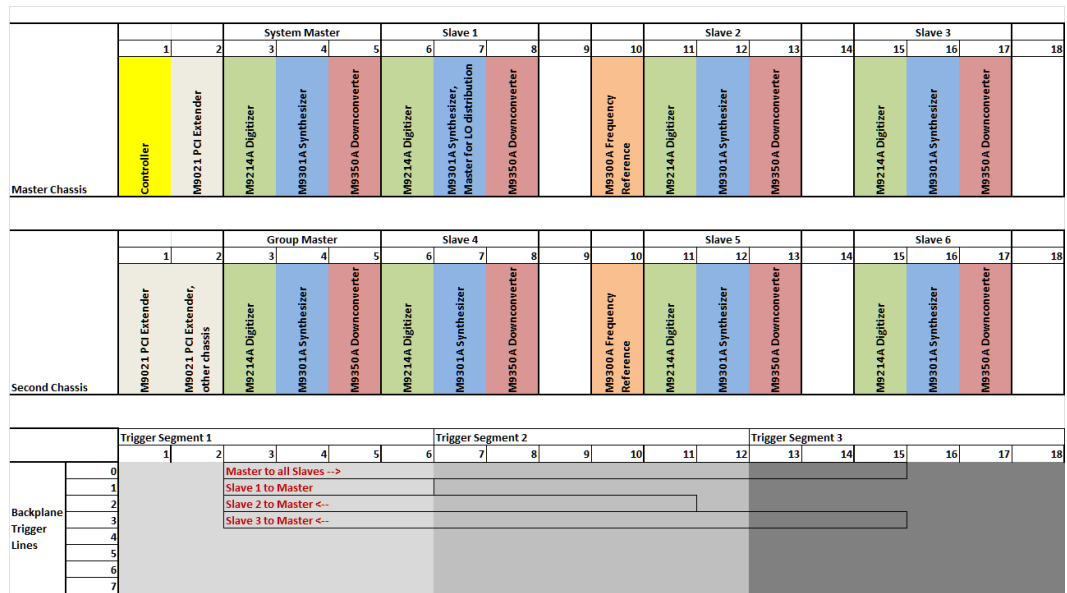 System Master Slave 1 Slave 2 Slave 3
1 2 3 4 5 6 7 8 9 10 11 12 13 14 15 16 17 18
Master Chassis
Controller
M9021 PCI Extender
M9214A Digitizer
M9301A Synthesizer
M9350A Downconverter
M9214A Digitizer
M9301A Synthesizer,
Master for LO distribution
M9350A Downconverter
M9300A Frequency
Reference
M9214A Digitizer
M9301A Synthesizer
M9350A Downconverter
M9214A Digitizer
M9301A Synthesizer
M9350A Downconverter
Group Master Slave 4 Slave 5 Slave 6
1 2 3 4 5 6 7 8 9 10 11 12 13 14 15 16 17 18
Second Chassis
M9021 PCI Extender
M9021 PCI Extender,
other chassis
M9214A Digitizer
M9301A Synthesizer
M9350A Downconverter
M9214A Digitizer
M9301A Synthesizer
M9350A Downconverter
M9300A Frequency
Reference
M9214A Digitizer
M9301A Synthesizer
M9350A Downconverter
M9214A Digitizer
M9301A Synthesizer
M9350A Downconverter
Trigger Segment 1 Trigger Segment 2 Trigger Segment 3
1 2 3 4 5 6 7 8 9 10 11 12 13 14 15 16 17 18
Backplane
Trigger
Lines
0 Master to all Slaves -->
1 Slave 1 to Master
2 Slave 2 to Master <--
3 Slave 3 to Master <--
4
5
6
7